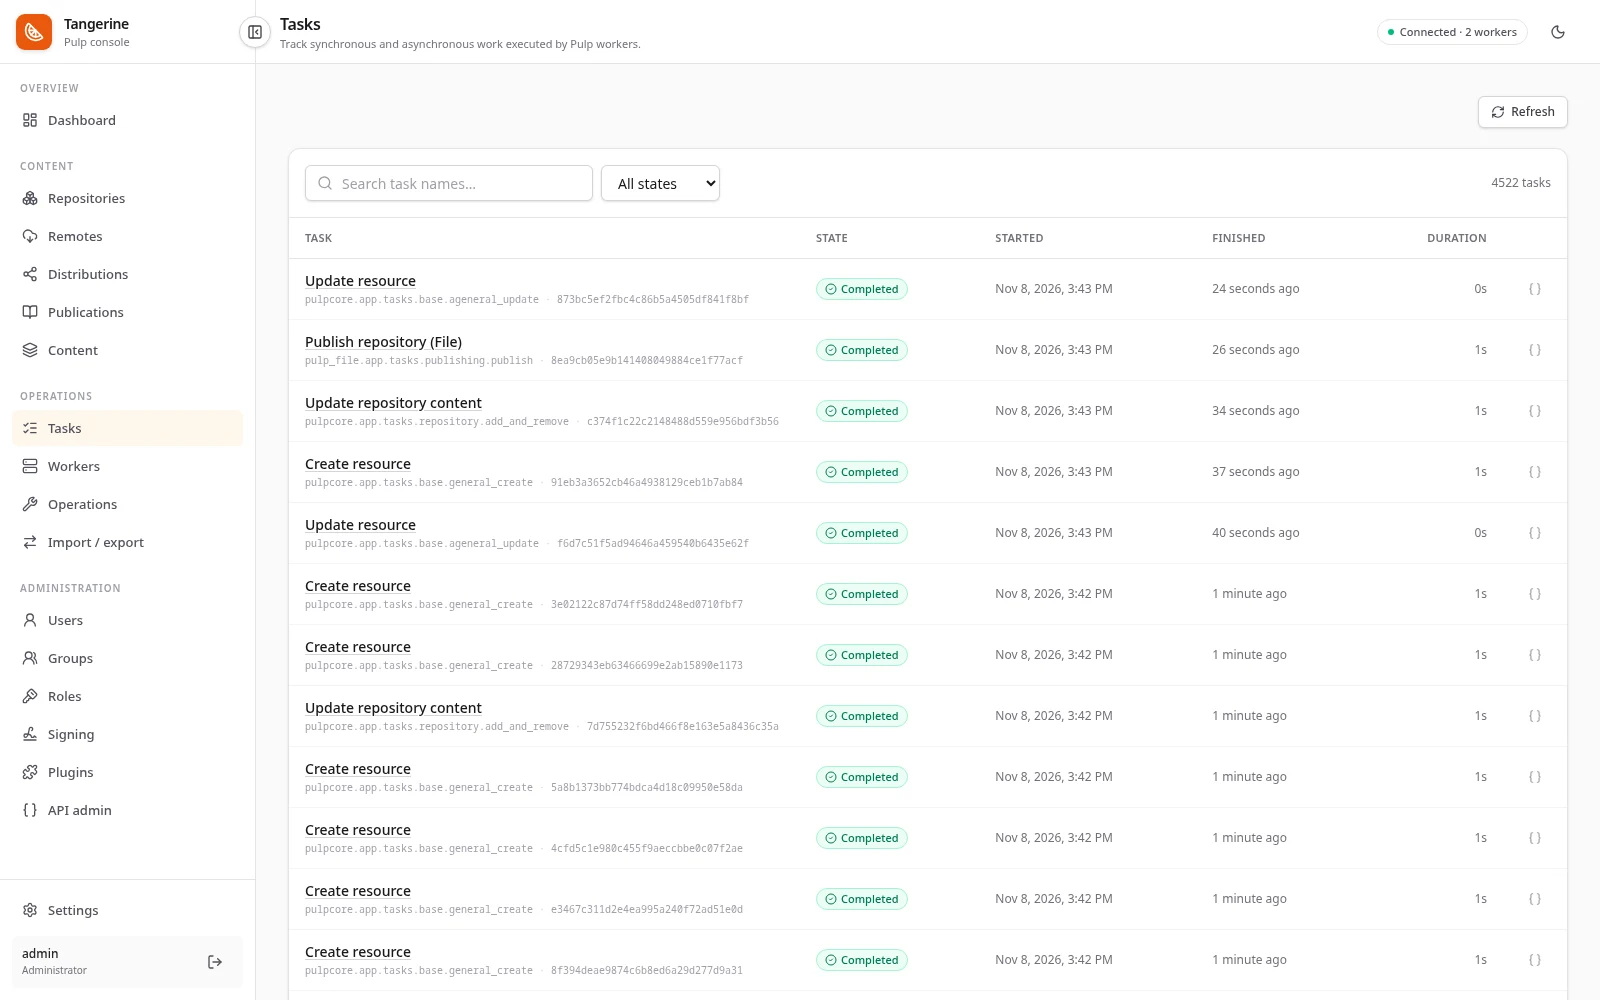 Tangerine
Pulp console
Tasks
Track synchronous and asynchronous work executed by Pulp workers.
Connected · 2 workers
OVERVIEW
Dashboard
CONTENT
Repositories
Remotes
Distributions
Publications
Content
OPERATIONS
Tasks
Workers
Operations
Import / export
ADMINISTRATION
Users
Groups
Roles
Signing
Plugins
API admin
Settings
admin
Administrator
Refresh
Search task names...
All states
4522 tasks
TASK STATE STARTED FINISHED DURATION
Update resource
pulpcore.app.tasks.base.ageneral_update · 873bc5ef2fbc4c86b5a4505df841f8bf
Completed Nov 8, 2026, 3:43 PM 24 seconds ago 0s { }
Publish repository (File)
pulp_file.app.tasks.publishing.publish · 8ea9cb05e9b141408049884ce1f77acf
Completed Nov 8, 2026, 3:43 PM 26 seconds ago 1s { }
Update repository content
pulpcore.app.tasks.repository.add_and_remove · c374f1c22c2148488d559e956bdf3b56
Completed Nov 8, 2026, 3:43 PM 34 seconds ago 1s { }
Create resource
pulpcore.app.tasks.base.general_create · 91eb3a3652cb46a4938129ceb1b7ab84
Completed Nov 8, 2026, 3:43 PM 37 seconds ago 1s { }
Update resource
pulpcore.app.tasks.base.ageneral_update · f6d7c51f5ad94646a459540b6435e62f
Completed Nov 8, 2026, 3:43 PM 40 seconds ago 0s { }
Create resource
pulpcore.app.tasks.base.general_create · 3e02122c87d74ff58dd248ed0710fbf7
Completed Nov 8, 2026, 3:42 PM 1 minute ago 1s { }
Create resource
pulpcore.app.tasks.base.general_create · 28729343eb63466699e2ab15890e1173
Completed Nov 8, 2026, 3:42 PM 1 minute ago 1s { }
Update repository content
pulpcore.app.tasks.repository.add_and_remove · 7d755232f6bd466f8e163e5a8436c35a
Completed Nov 8, 2026, 3:42 PM 1 minute ago 1s { }
Create resource
pulpcore.app.tasks.base.general_create · 5a8b1373bb774bdca4d18c09950e58da
Completed Nov 8, 2026, 3:42 PM 1 minute ago 1s { }
Create resource
pulpcore.app.tasks.base.general_create · 4cfd5c1e980c455f9aeccbbe0c07f2ae
Completed Nov 8, 2026, 3:42 PM 1 minute ago 1s { }
Create resource
pulpcore.app.tasks.base.general_create · e3467c311d2e4ea995a240f72ad51e0d
Completed Nov 8, 2026, 3:42 PM 1 minute ago 1s { }
Create resource
pulpcore.app.tasks.base.general_create · 8f394deae9874c6b8ed6a29d277d9a31
Completed Nov 8, 2026, 3:42 PM 1 minute ago 1s { }